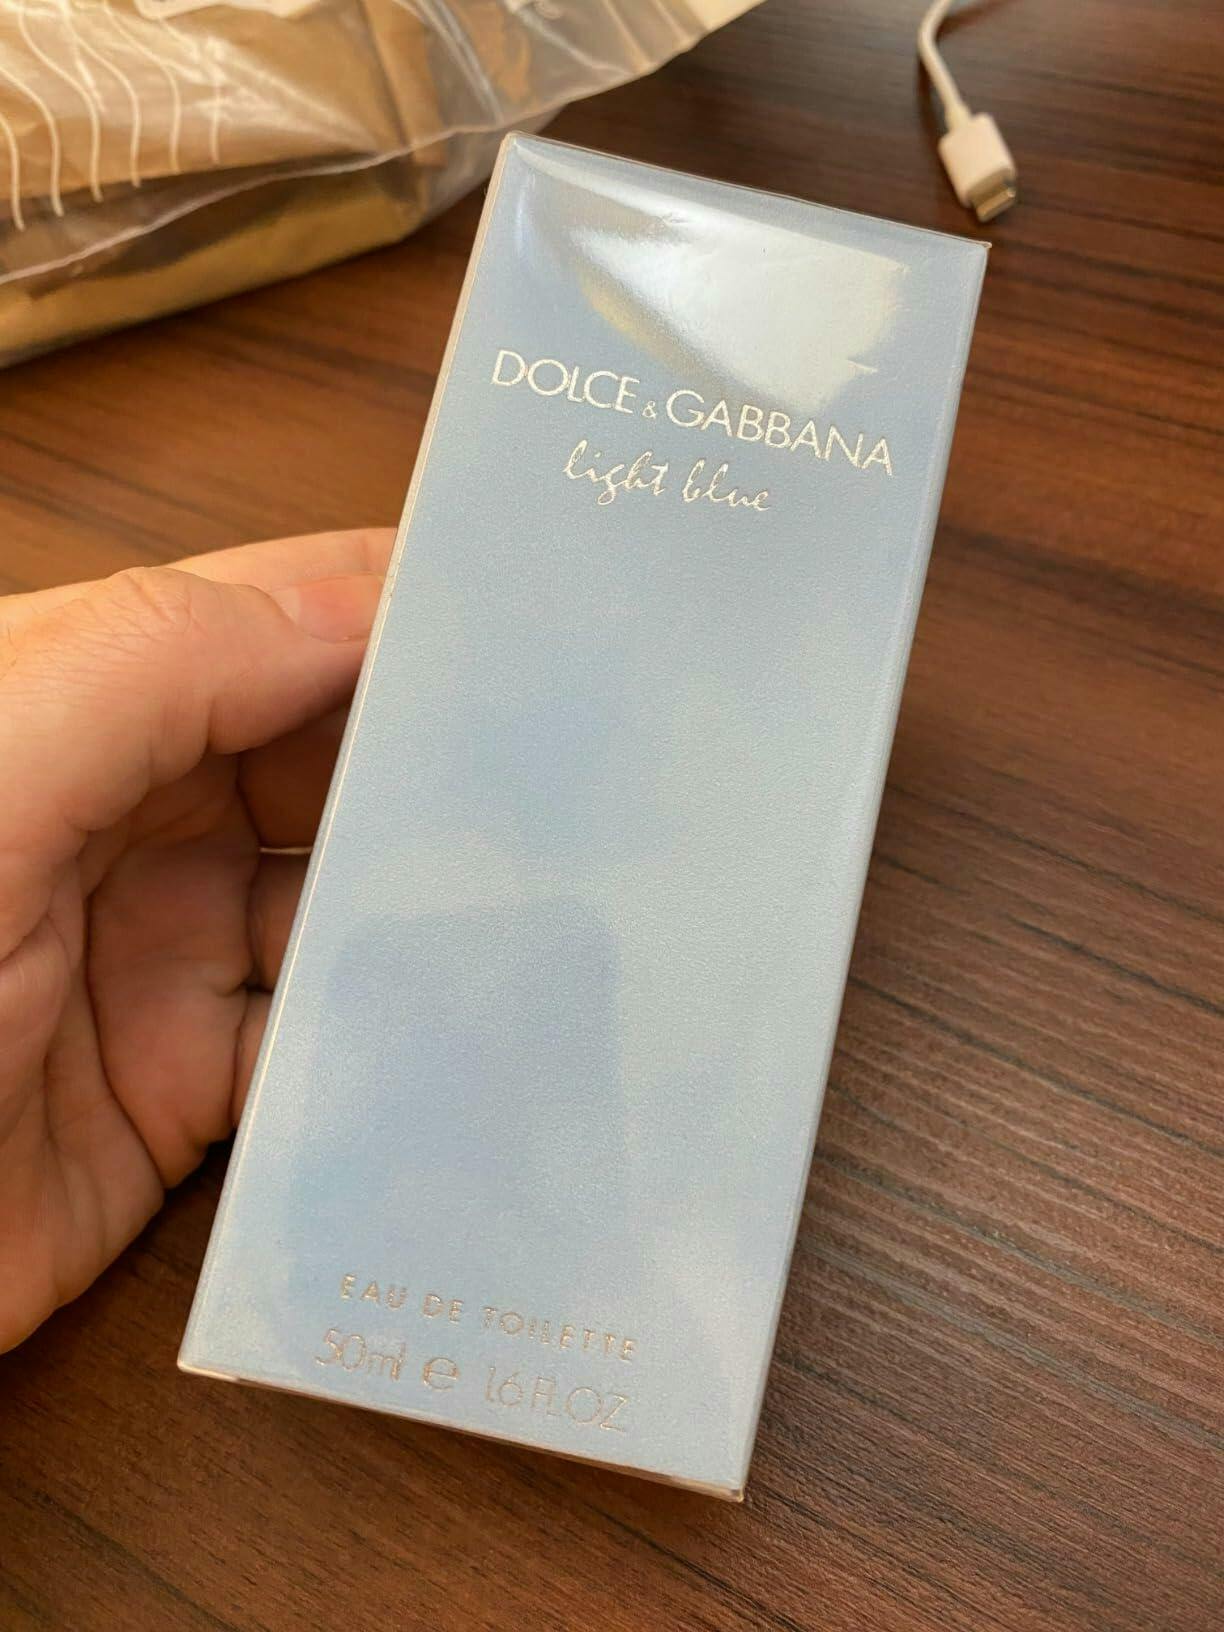 DOLCE & GABBANA
light blue
EAU DE TOILETTE
50ml e 1.6 FL.OZ